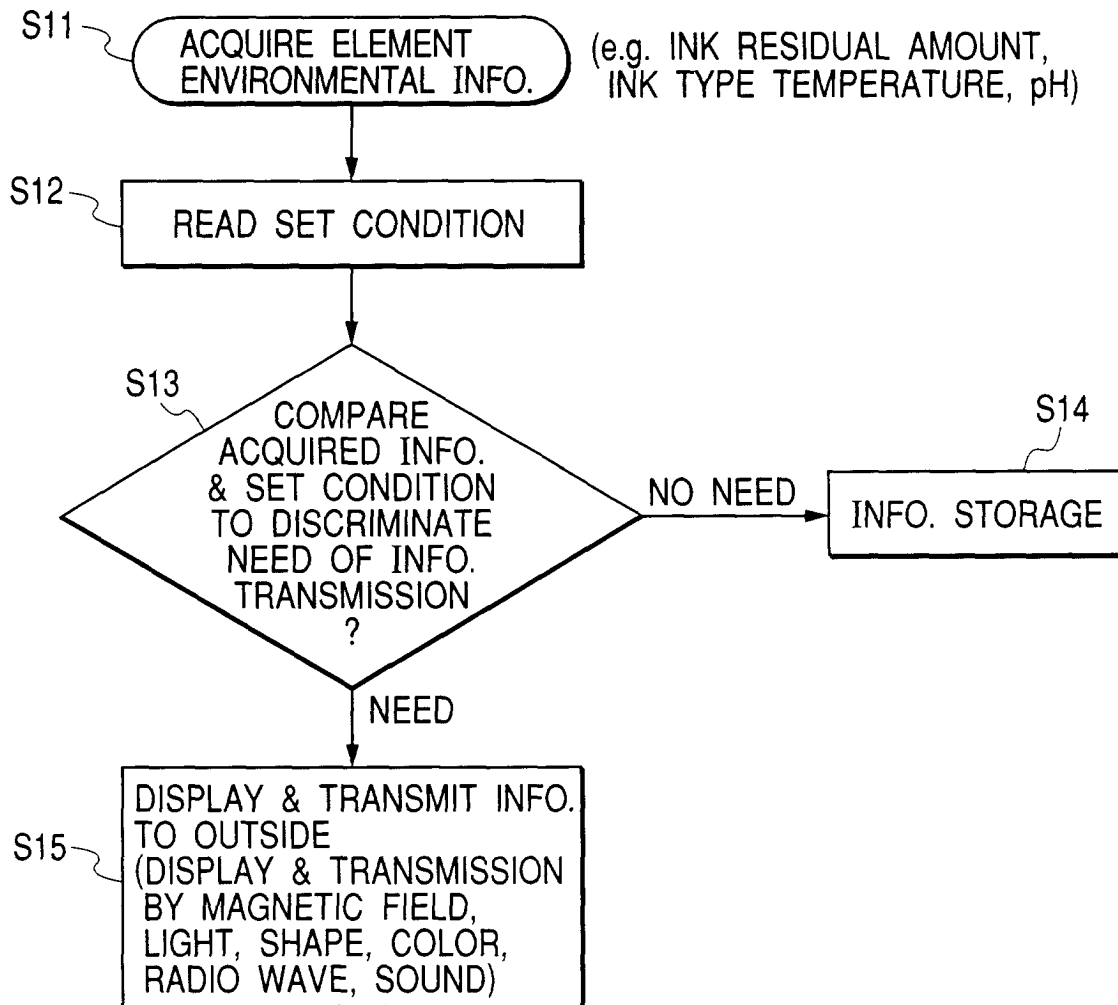 S11
ACQUIRE ELEMENT
ENVIRONMENTAL INFO.
(e.g. INK RESIDUAL AMOUNT,
INK TYPE TEMPERATURE, pH)
S12
READ SET CONDITION
S13
COMPARE
ACQUIRED INFO.
& SET CONDITION
TO DISCRIMINATE
NEED OF INFO.
TRANSMISSION
?
NO NEED
S14
INFO. STORAGE
NEED
S15
DISPLAY & TRANSMIT INFO.
TO OUTSIDE
(DISPLAY & TRANSMISSION
BY MAGNETIC FIELD,
LIGHT, SHAPE, COLOR,
RADIO WAVE, SOUND)